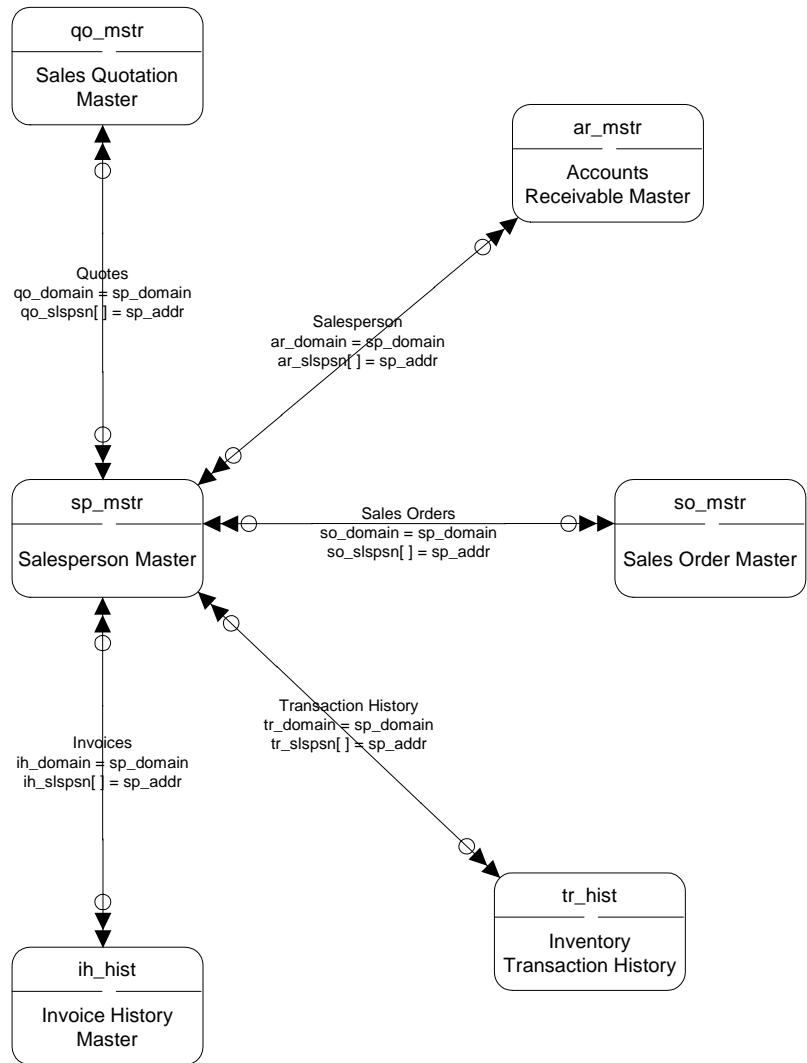 qo_mstr
Sales Quotation
Master
ar_mstr
Accounts
Receivable Master
Quotes
qo_domain = sp_domain
qo_slspsn[ ] = sp_addr
Salesperson
ar_domain = sp_domain
ar_slspsn[ ] = sp_addr
sp_mstr
Salesperson Master
Sales Orders
so_domain = sp_domain
so_slspsn[ ] = sp_addr
so_mstr
Sales Order Master
Transaction History
tr_domain = sp_domain
tr_slspsn[ ] = sp_addr
Invoices
ih_domain = sp_domain
ih_slspsn[ ] = sp_addr
tr_hist
Inventory
Transaction History
ih_hist
Invoice History
Master